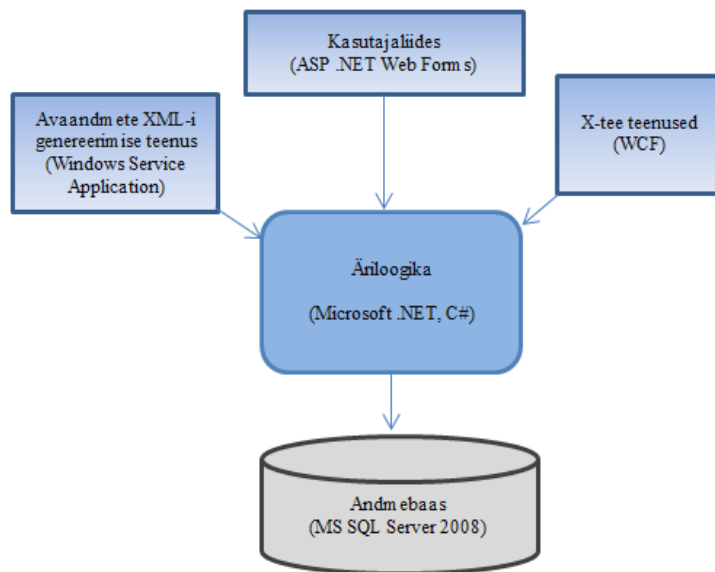 Kasutajaliides
(ASP .NET Web Forms)
Avaandmete XML-i
genereerimise teenus
(Windows Service
Application)
X-tee teenused
(WCF)
Äriloogika
(Microsoft .NET, C#)
Andmebaas
(MS SQL Server 2008)